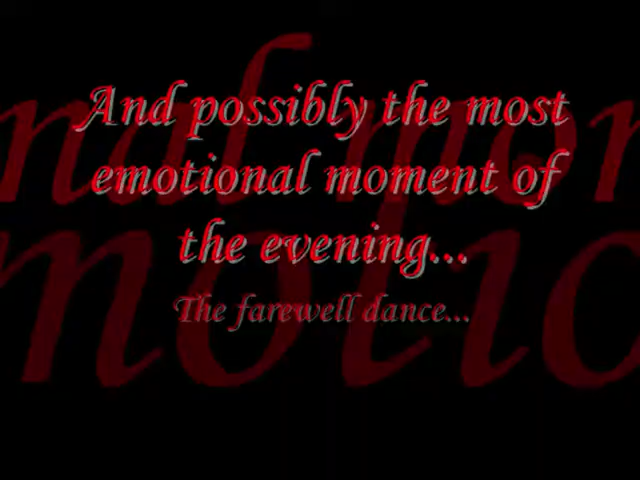 And possibly the most
emotional moment of
the evening...
The farewell dance...